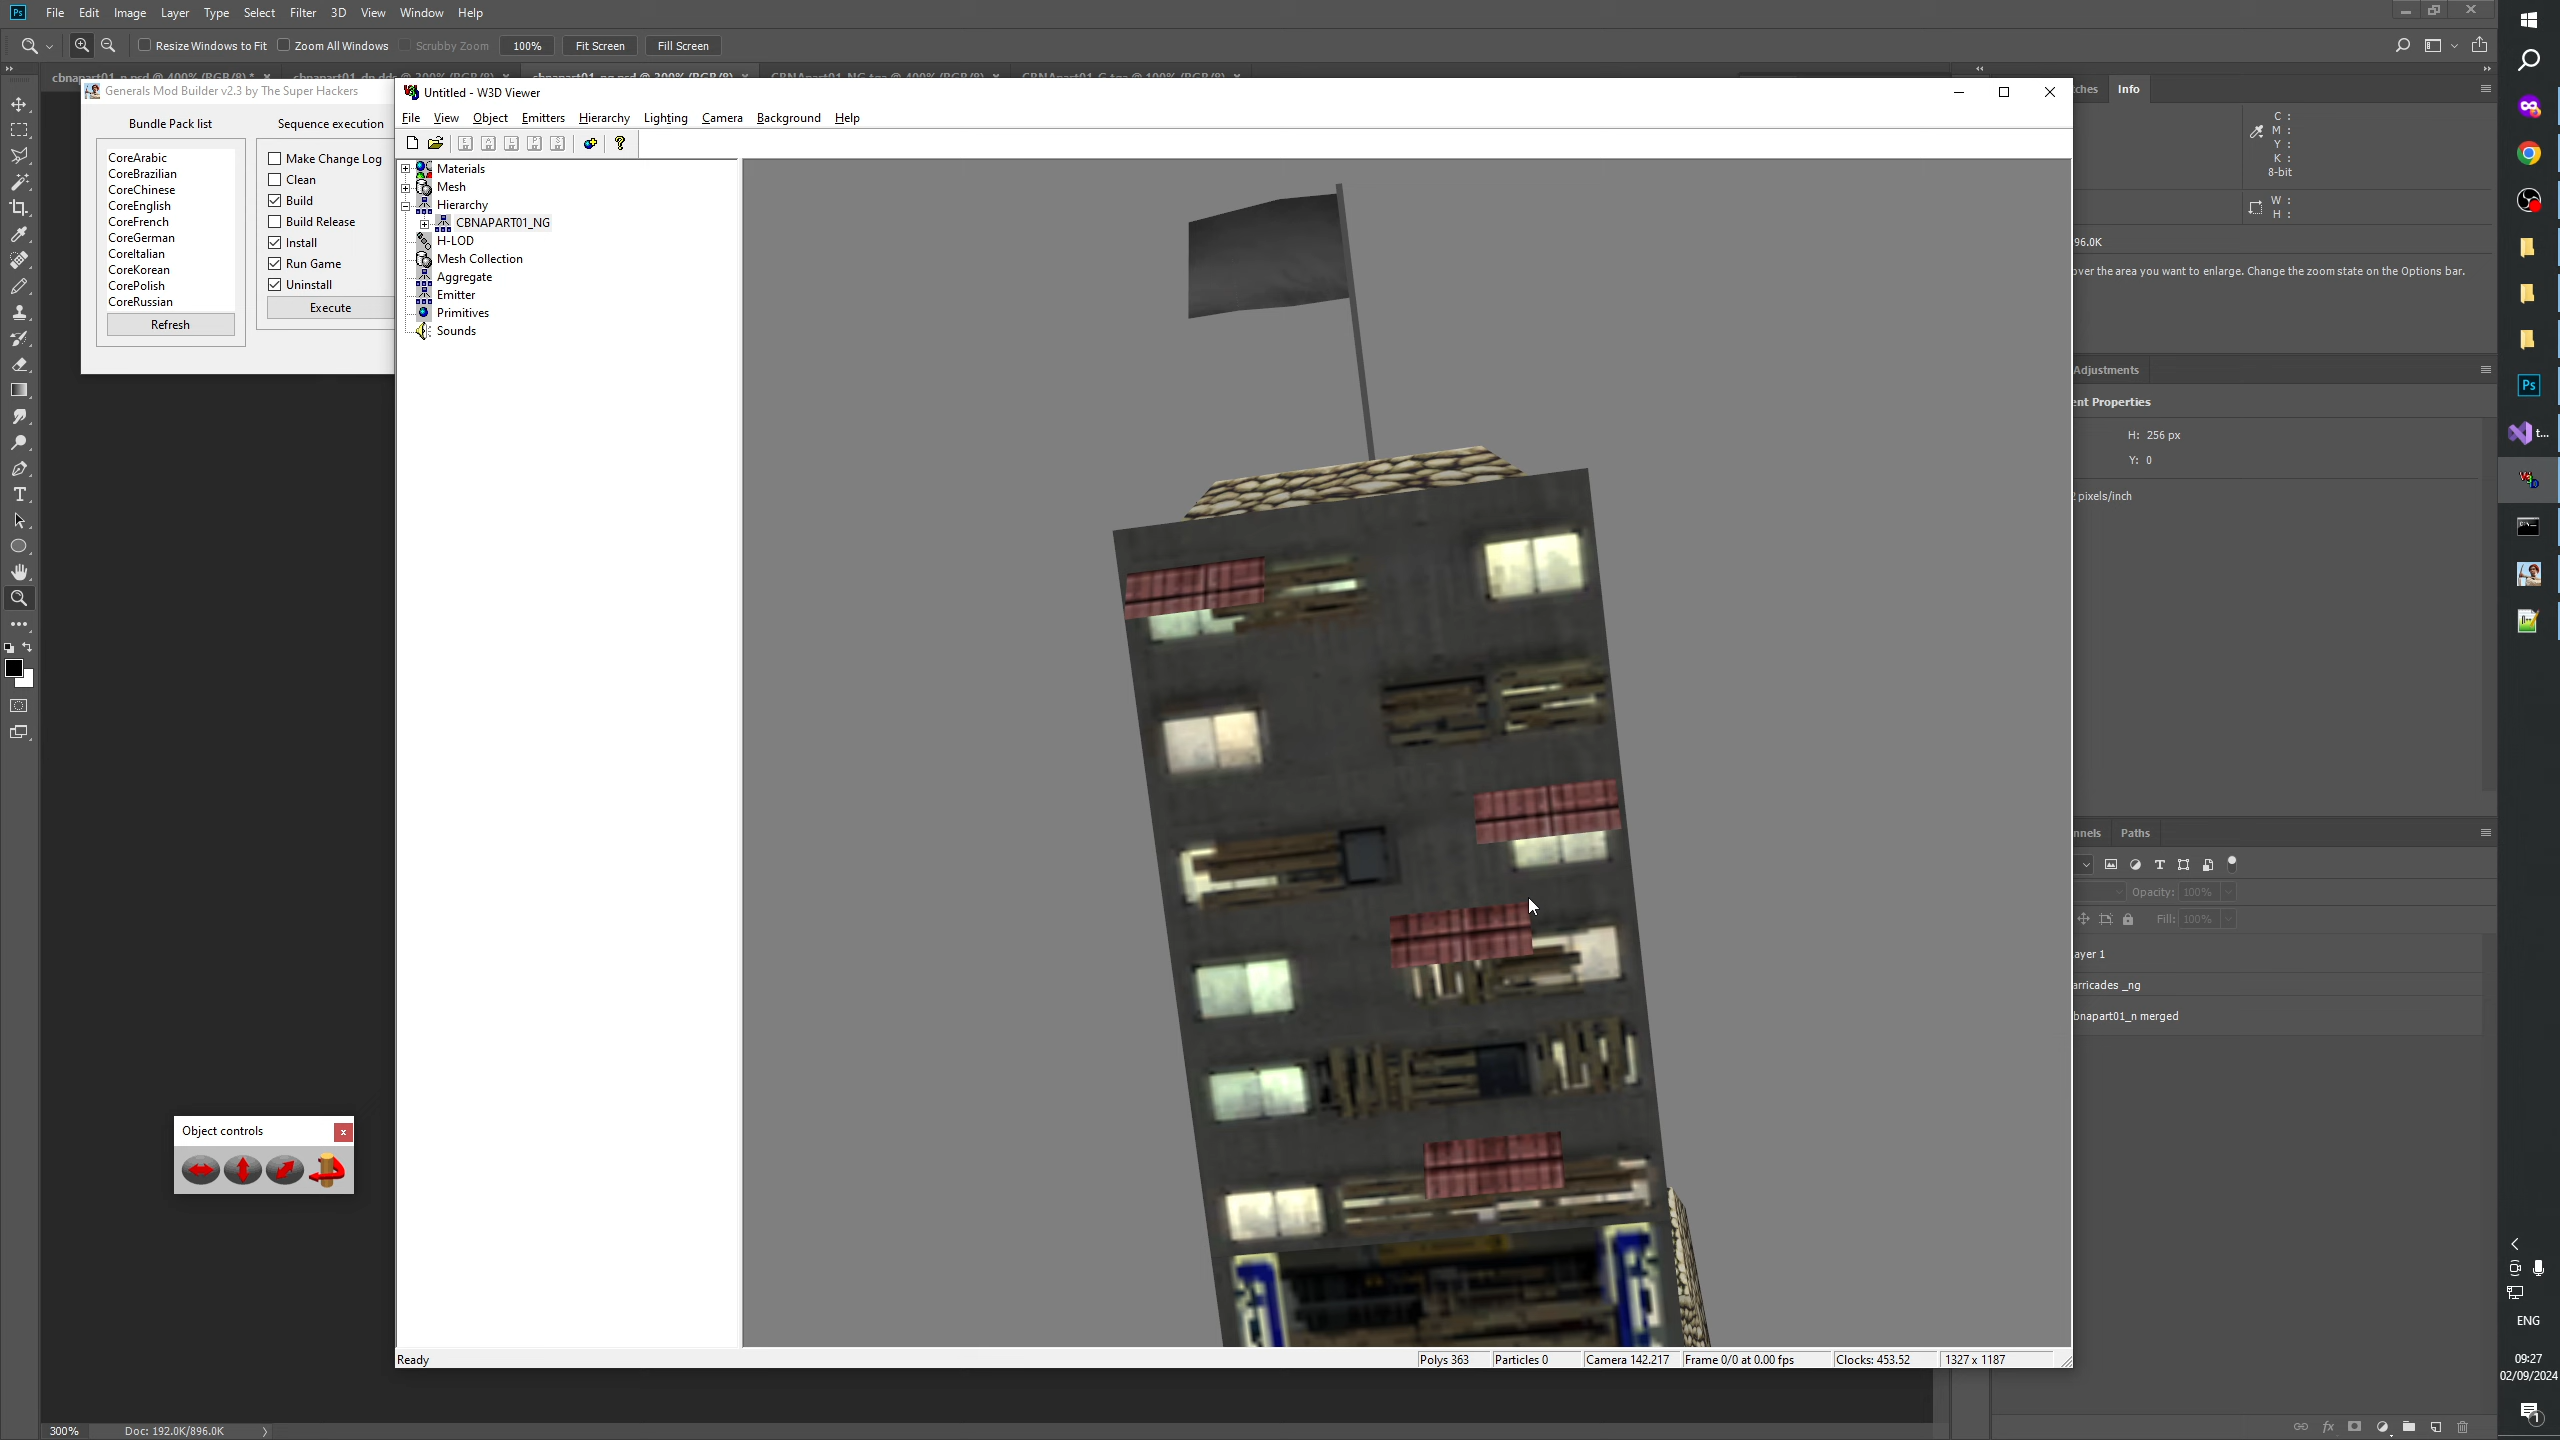 Ps File Edit Image Layer Type Select Filter 3D View Window Help
Resize Windows to Fit Zoom All Windows Scrubby Zoom 100% Fit Screen Fill Screen
Generals Mod Builder v2.3 by The Super Hackers
Bundle Pack list
CoreArabic
CoreBrazilian
CoreChinese
CoreEnglish
CoreFrench
CoreGerman
CoreItalian
CoreKorean
CorePolish
CoreRussian
Refresh
Sequence execution
Make Change Log
Clean
Build
Build Release
Install
Run Game
Uninstall
Execute
Untitled - W3D Viewer
File View Object Emitters Hierarchy Lighting Camera Background Help
Materials
Mesh
Hierarchy
CBNAPART01_NG
H-LOD
Mesh Collection
Aggregate
Emitter
Primitives
Sounds
Object controls
x
Ready Polys 363 Particles 0 Camera 142.217 Frame 0/0 at 0.00 fps Clocks: 453.52 1327 x 1187
300% Doc: 192.0K/896.0K
tches Info
C :
M :
Y :
K :
8-bit
W :
H :
96.0K
over the area you want to enlarge. Change the zoom state on the Options bar.
Adjustments
ent Properties
H: 256 px
Y: 0
2 pixels/inch
nnels Paths
Opacity: 100%
Fill: 100%
ayer 1
arricades _ng
bnapart01_n merged
Ps
t...
ENG
09:27
02/09/2024
1